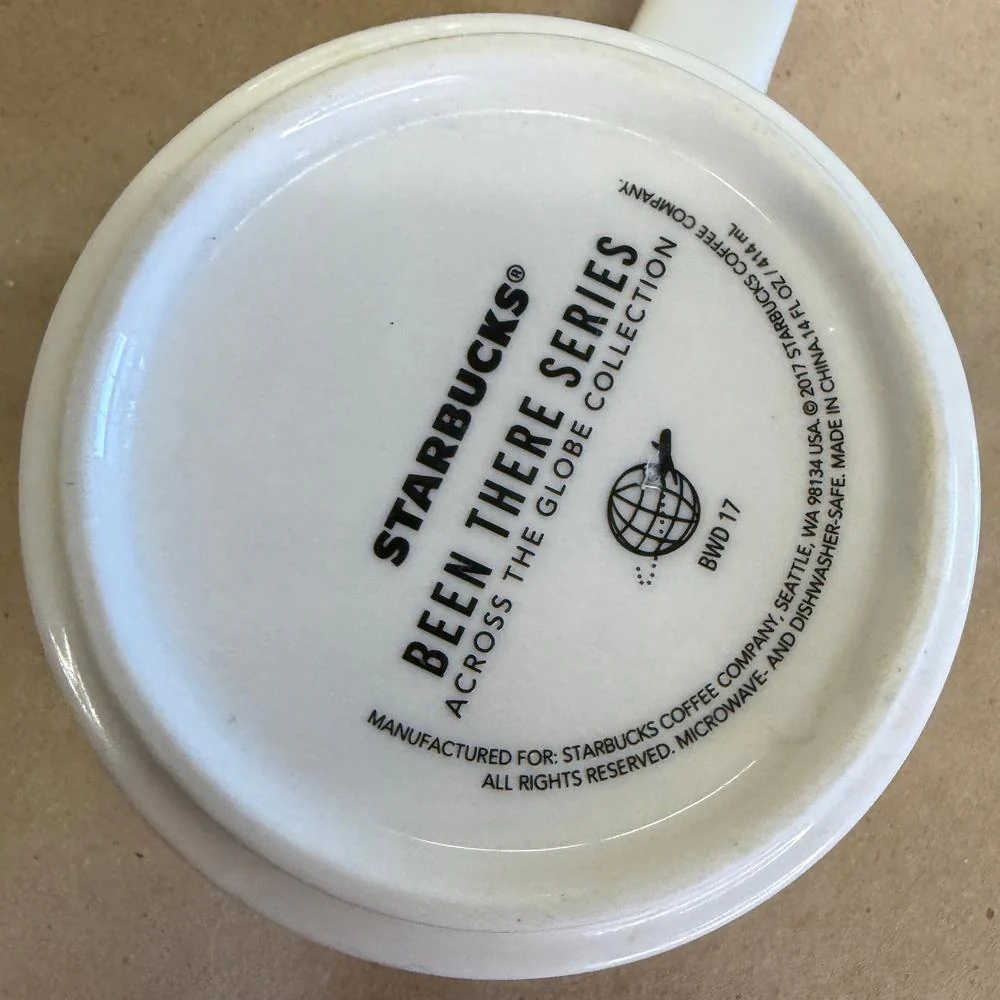 STARBUCKS®
BEEN THERE SERIES
ACROSS THE GLOBE COLLECTION
BWD 17
MANUFACTURED FOR: STARBUCKS COFFEE COMPANY, SEATTLE, WA 98134 USA. © 2017 STARBUCKS COFFEE COMPANY.
ALL RIGHTS RESERVED. MICROWAVE- AND DISHWASHER-SAFE. MADE IN CHINA. 14 FL OZ / 414 mL